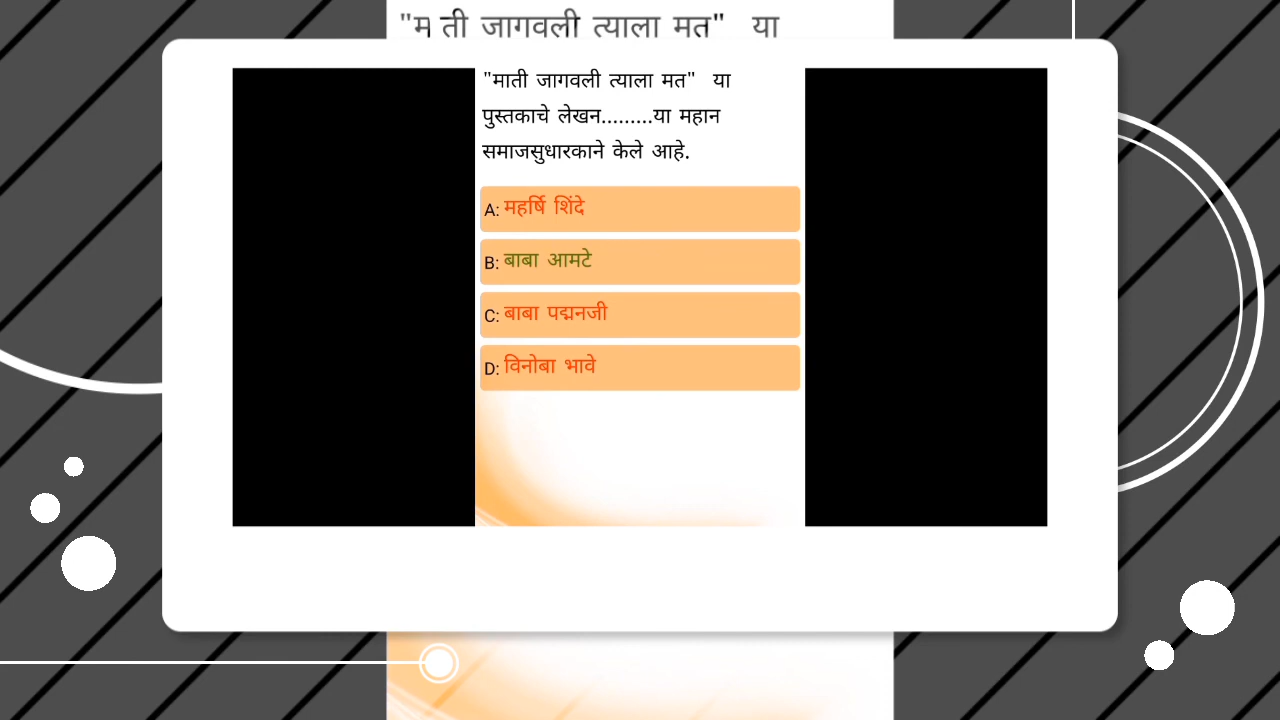 "माती जागवली त्याला मत" या
"माती जागवली त्याला मत" या
पुस्तकाचे लेखन.........या महान
समाजसुधारकाने केले आहे.
A: महर्षि शिंदे
B: बाबा आमटे
C: बाबा पद्मनजी
D: विनोबा भावे